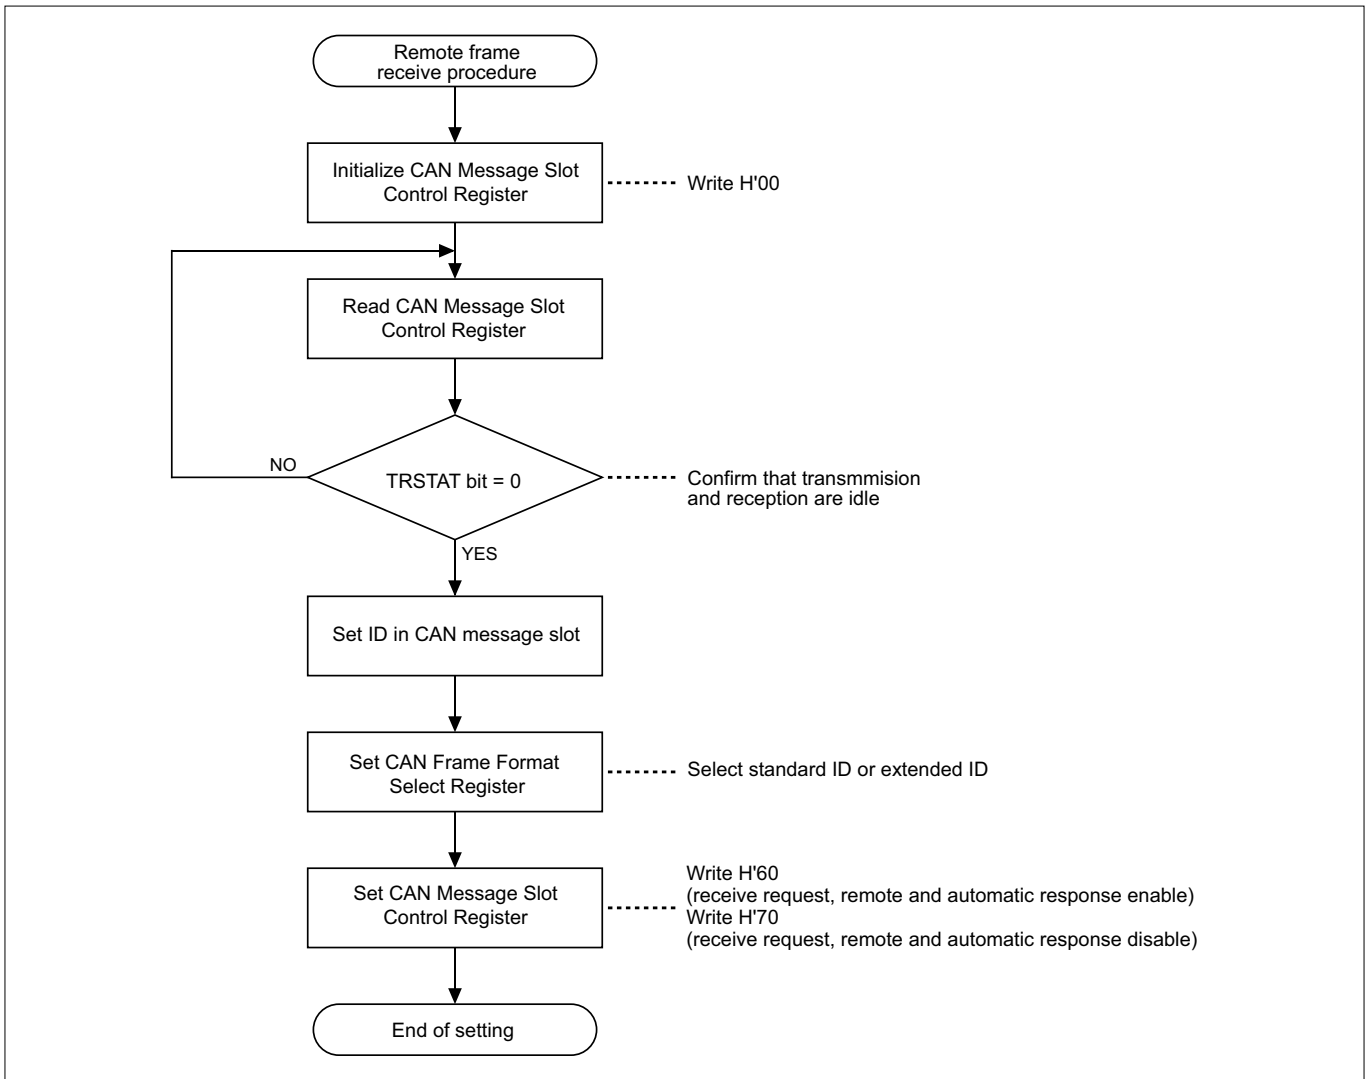 Remote frame
receive procedure
Initialize CAN Message Slot
Control Register
Write H'00
Read CAN Message Slot
Control Register
NO
TRSTAT bit = 0
Confirm that transmmision
and reception are idle
YES
Set ID in CAN message slot
Set CAN Frame Format
Select Register
Select standard ID or extended ID
Set CAN Message Slot
Control Register
Write H'60
(receive request, remote and automatic response enable)
Write H'70
(receive request, remote and automatic response disable)
End of setting